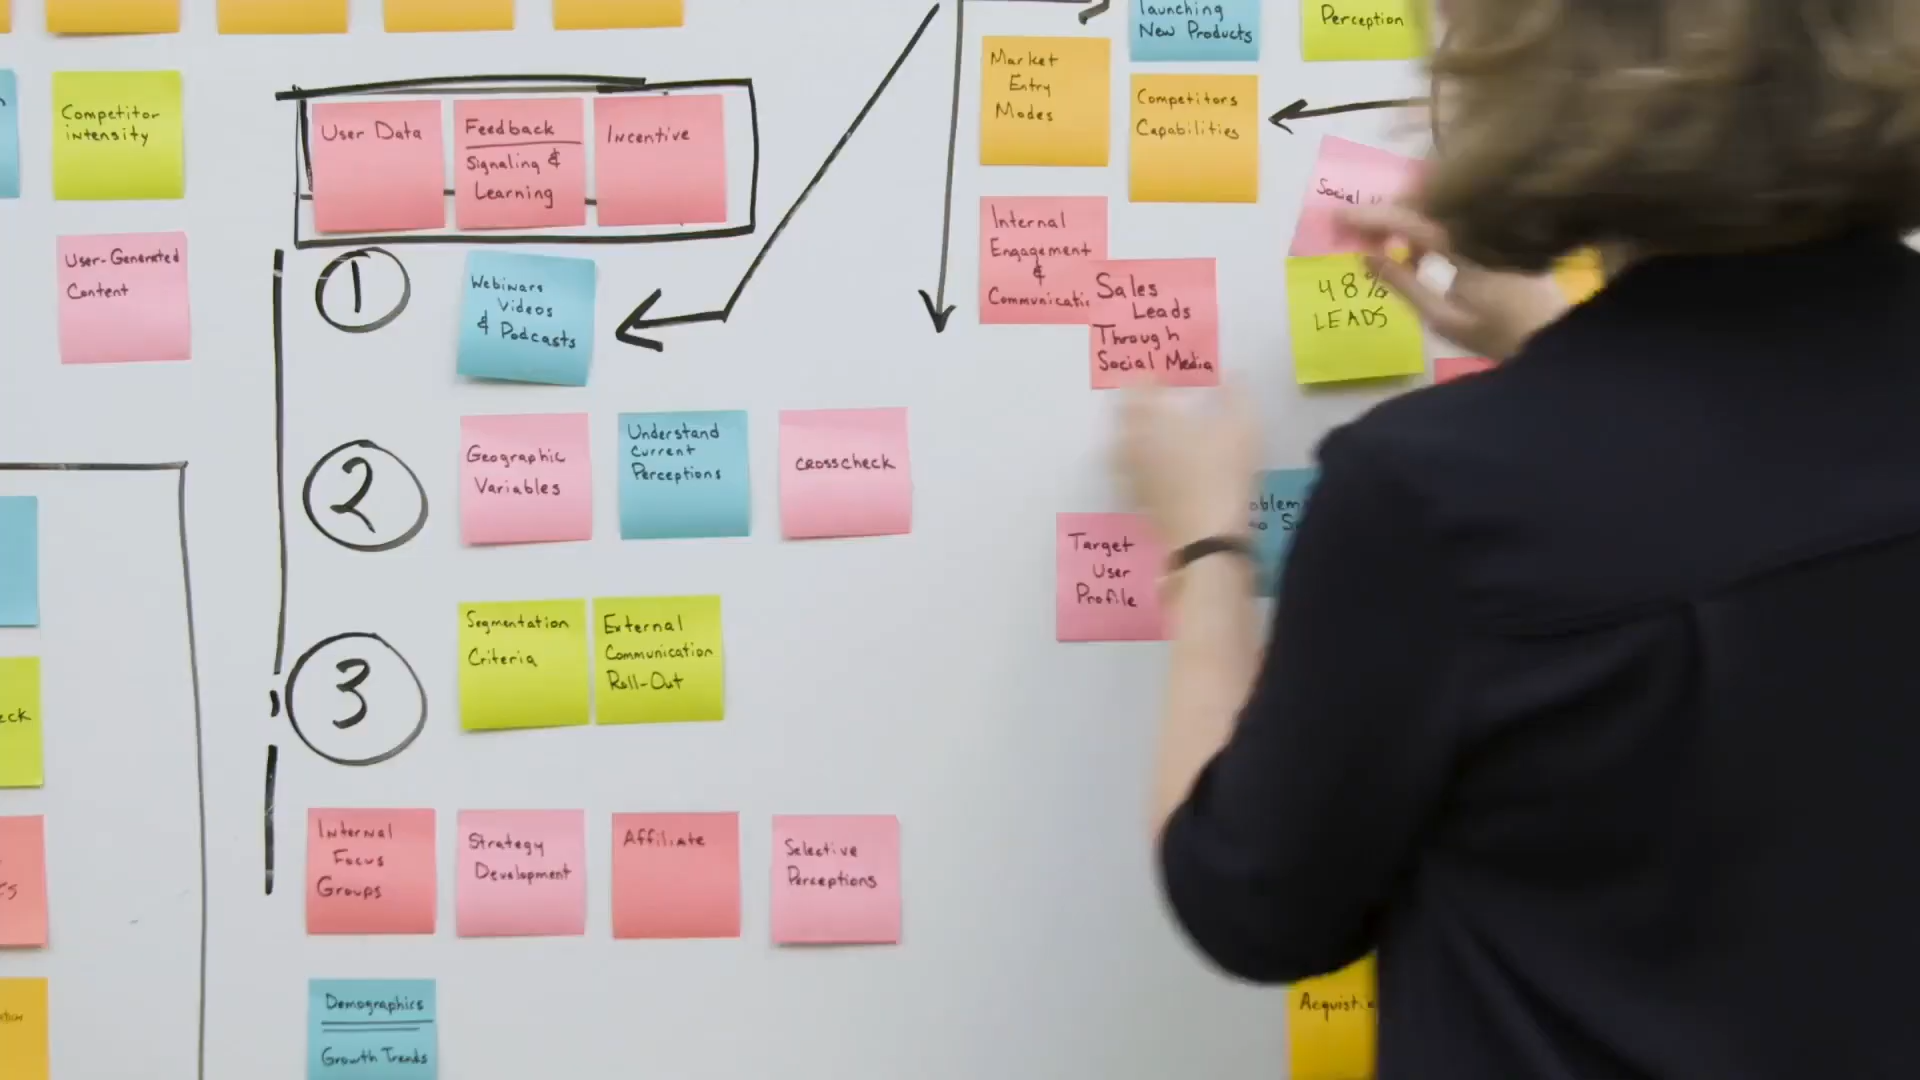 Competitor
intensity
User-Generated
Content
User Data
Feedback
Signaling &
Learning
Incentive
1
Webinars
Videos
& Podcasts
2
Geographic
Variables
Understand
Current
Perceptions
CROSSCHECK
3
Segmentation
Criteria
External
Communication
Roll-Out
Internal
Focus
Groups
Strategy
Development
Affiliate
Selective
Perceptions
Demographics
Growth Trends
Market
Entry
Modes
launching
New Products
Perception
Competitors
Capabilities
Internal
Engagement
&
Sales
Leads
Through
Social Media
Social
48%
LEADS
Target
User
Profile